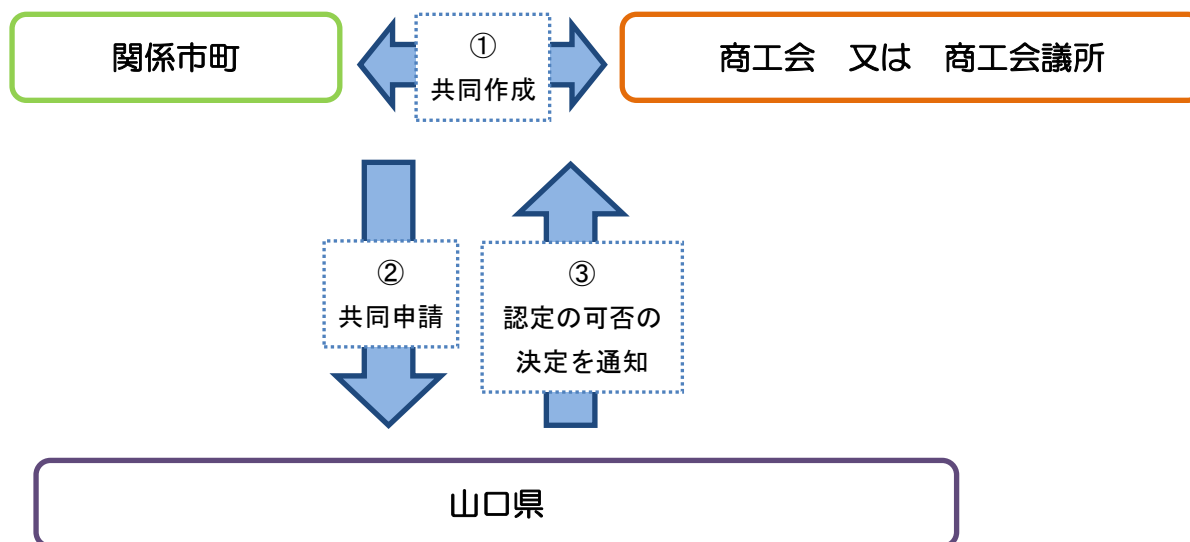 関係市町
①
共同作成
商工会　又は　商工会議所
②
共同申請
③
認定の可否の
決定を通知
山口県